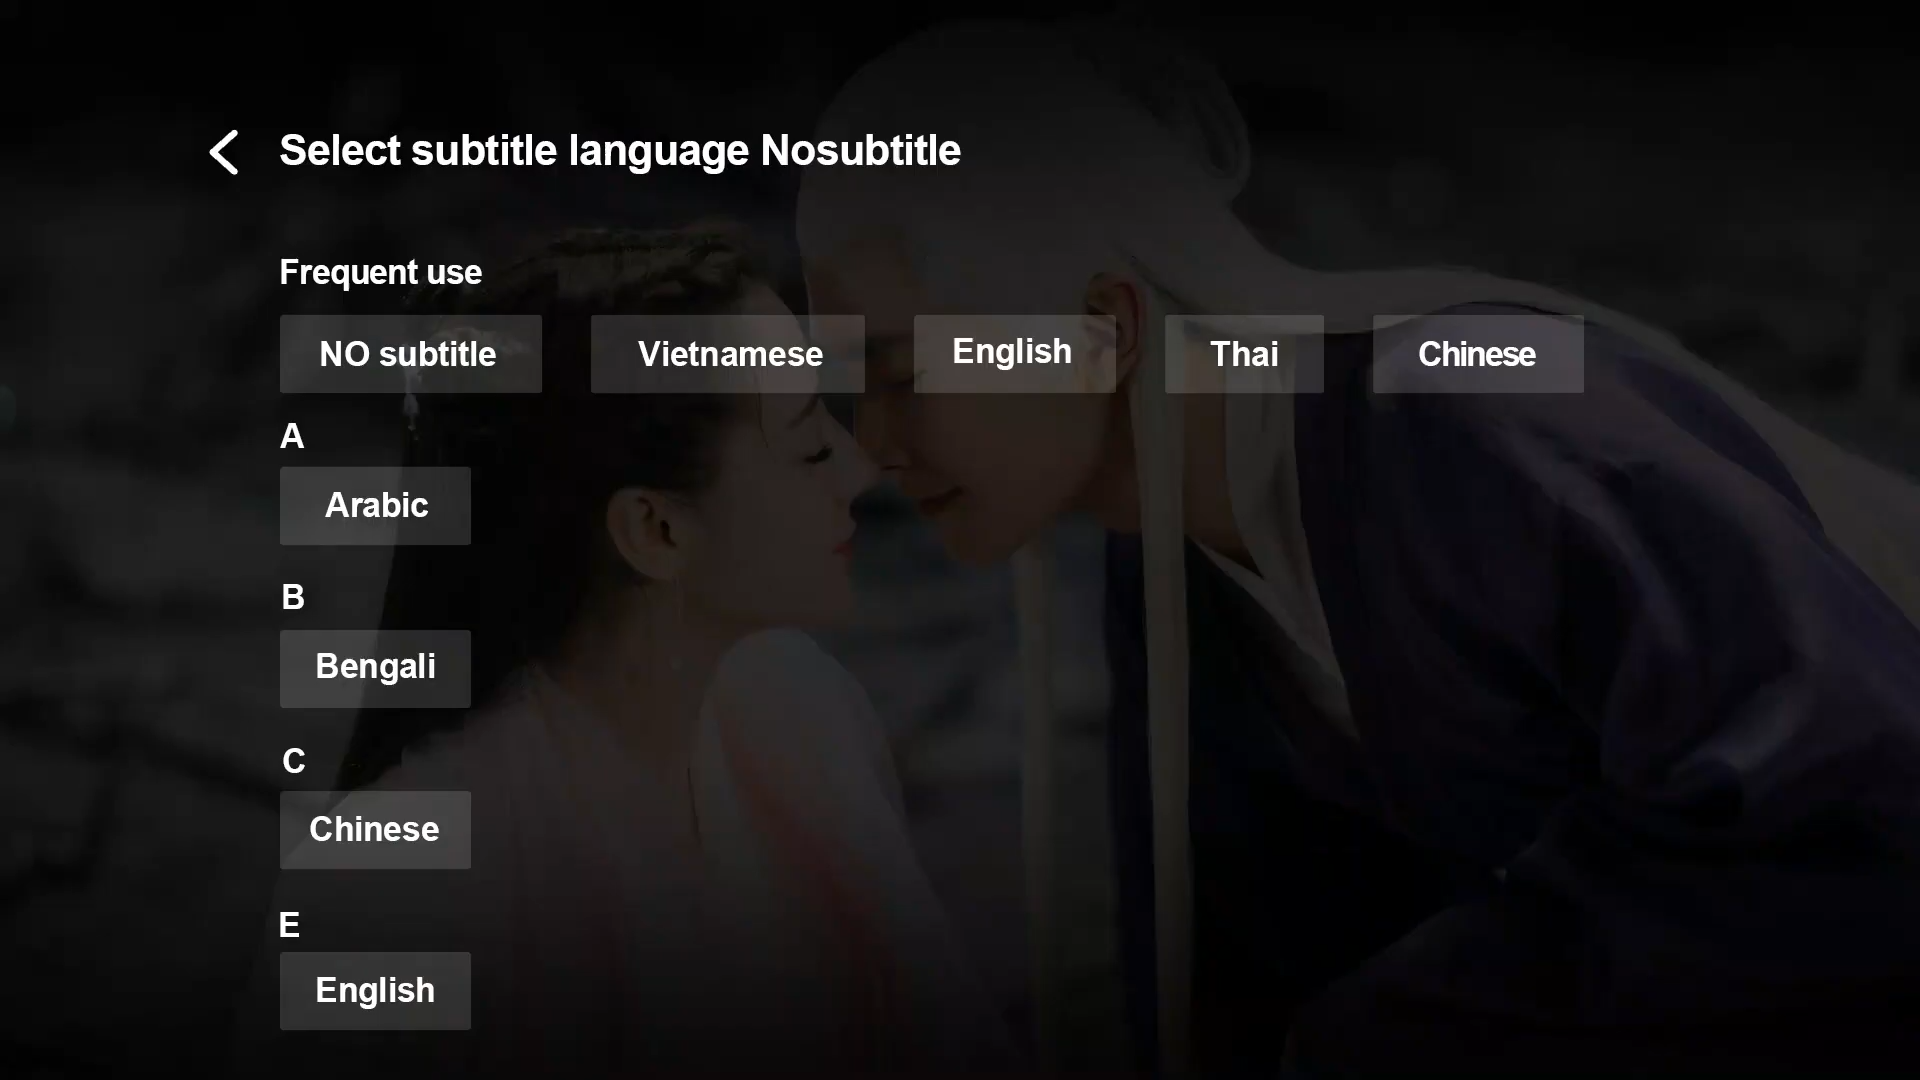 Select subtitle language Nosubtitle
Frequent use
NO subtitle Vietnamese English Thai Chinese
A
Arabic
B
Bengali
C
Chinese
E
English